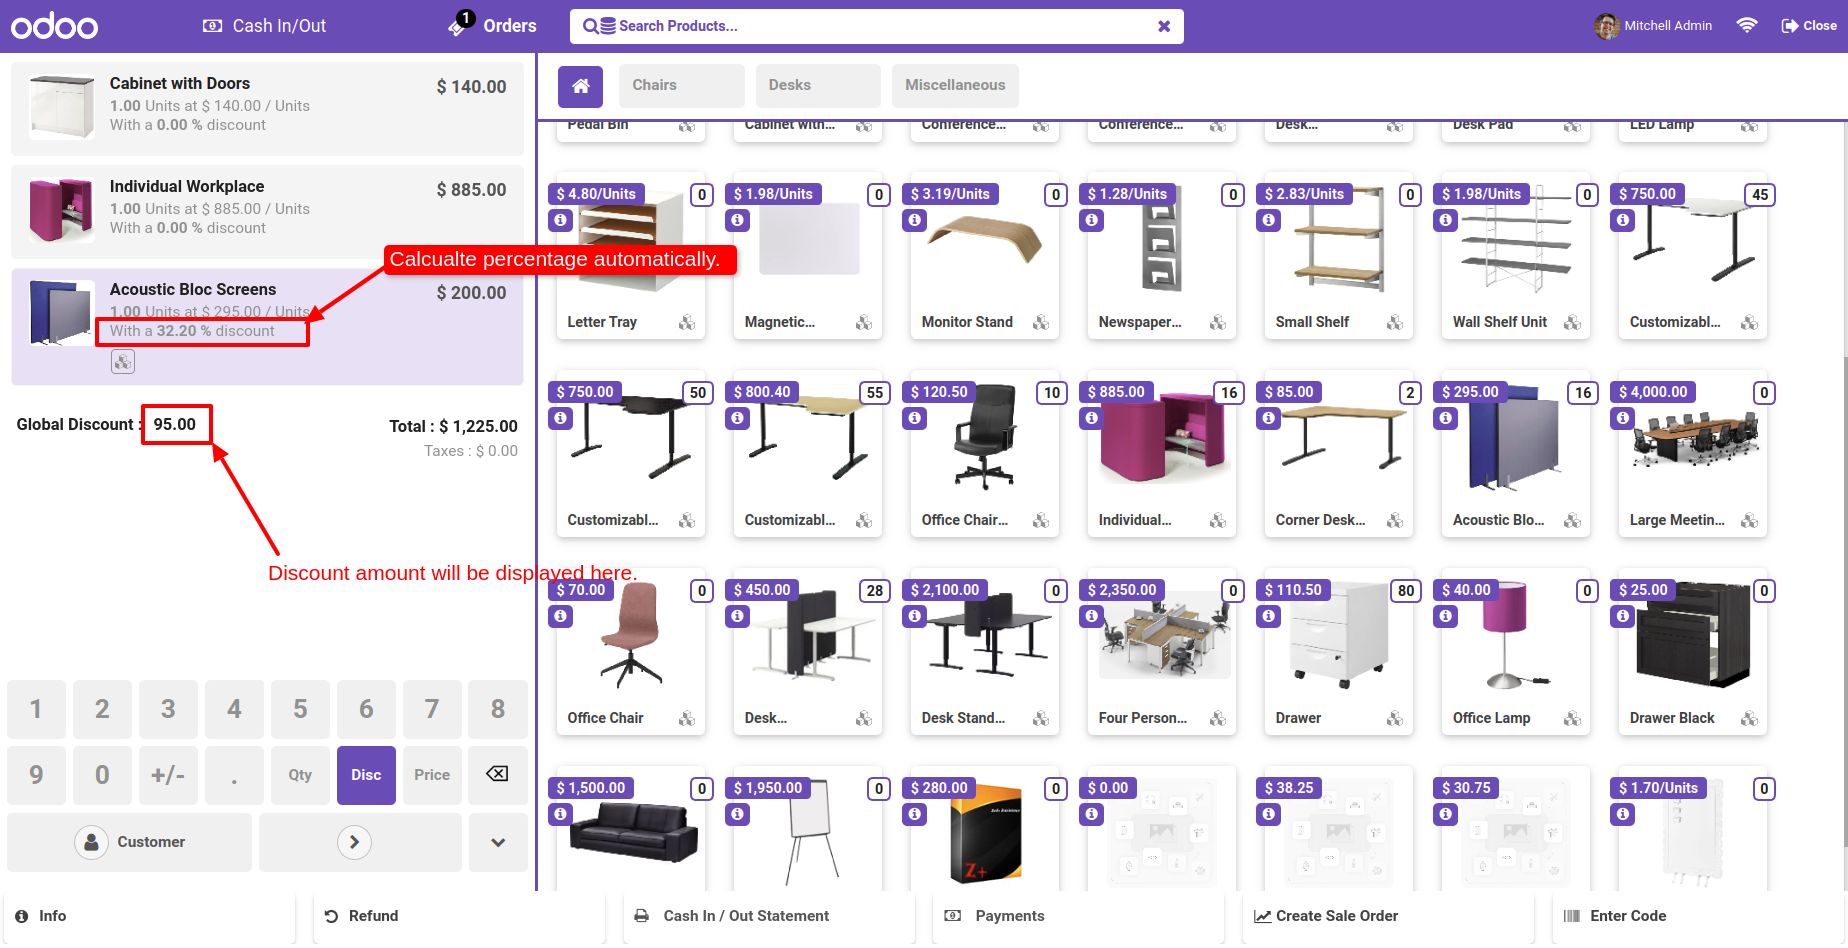 odoo
Cash In/Out
1
Orders
Search Products...
Mitchell Admin
Close
Cabinet with Doors
$ 140.00
1.00 Units at $ 140.00 / Units
With a 0.00 % discount
Individual Workplace
$ 885.00
1.00 Units at $ 885.00 / Units
With a 0.00 % discount
Calcualte percentage automatically.
Acoustic Bloc Screens
$ 200.00
1.00 Units at $ 295.00 / Units
With a 32.20 % discount
Global Discount : 95.00
Total : $ 1,225.00
Taxes : $ 0.00
Discount amount will be displayed here.
1 2 3 4 5 6 7 8
9 0 +/- . Qty Disc Price
Customer
Chairs
Desks
Miscellaneous
Pedal Bin
Cabinet with...
Conference...
Conference...
Desk...
Desk Pad
LED Lamp
$ 4.80/Units 0
$ 1.98/Units 0
$ 3.19/Units 0
$ 1.28/Units 0
$ 2.83/Units 0
$ 1.98/Units 0
$ 750.00 45
Letter Tray
Magnetic...
Monitor Stand
Newspaper...
Small Shelf
Wall Shelf Unit
Customizabl...
$ 750.00 50
$ 800.40 55
$ 120.50 10
$ 885.00 16
$ 85.00 2
$ 295.00 16
$ 4,000.00 0
Customizabl...
Customizabl...
Office Chair...
Individual...
Corner Desk...
Acoustic Blo...
Large Meetin...
$ 70.00 0
$ 450.00 28
$ 2,100.00 0
$ 2,350.00 0
$ 110.50 80
$ 40.00 0
$ 25.00 0
Office Chair
Desk...
Desk Stand...
Four Person...
Drawer
Office Lamp
Drawer Black
$ 1,500.00 0
$ 1,950.00 0
$ 280.00 0
$ 0.00
$ 38.25
$ 30.75
$ 1.70/Units 0
Z+
Info
Refund
Cash In / Out Statement
Payments
Create Sale Order
Enter Code